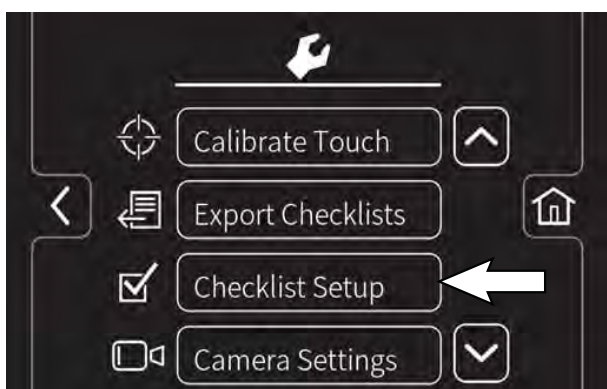 Calibrate Touch
Export Checklists
Checklist Setup
Camera Settings